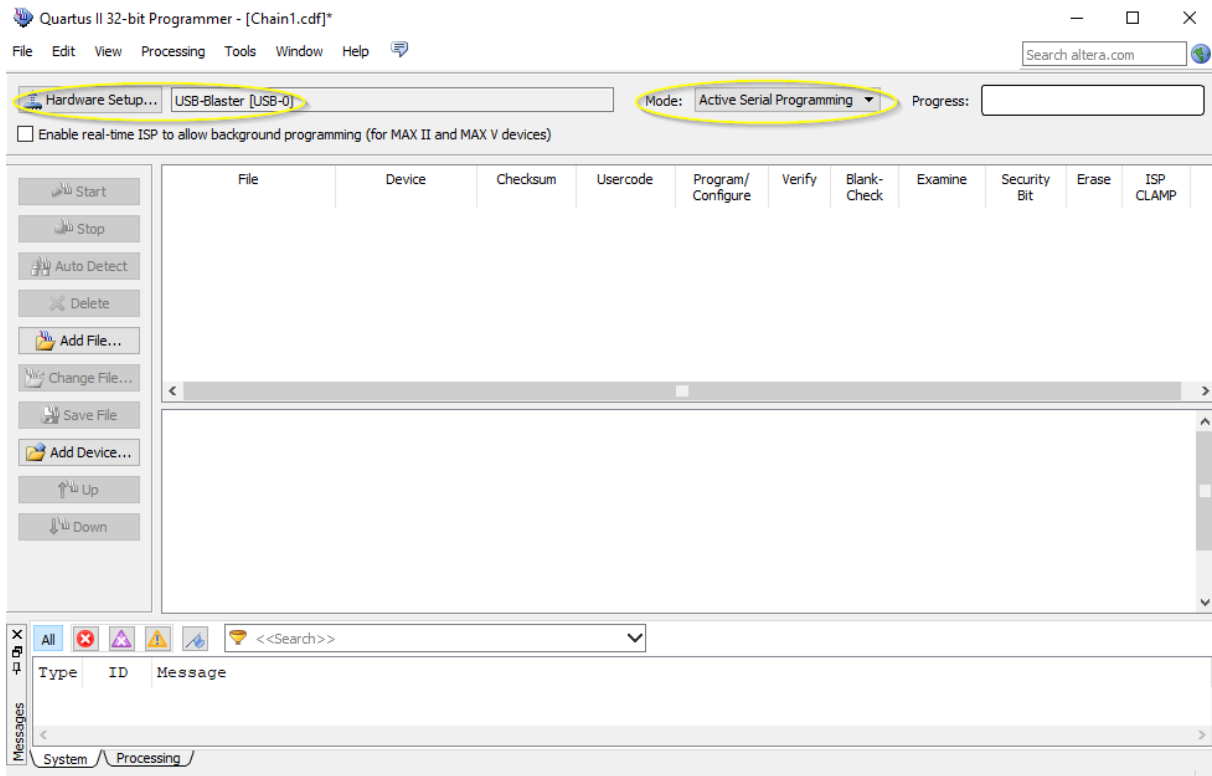 Quartus II 32-bit Programmer - [Chain1.cdf]*
File Edit View Processing Tools Window Help
Search altera.com
Hardware Setup... USB-Blaster [USB-0] Mode: Active Serial Programming Progress:
Enable real-time ISP to allow background programming (for MAX II and MAX V devices)
Start
Stop
Auto Detect
Delete
Add File...
Change File...
Save File
Add Device...
Up
Down
File Device Checksum Usercode Program/ Verify Blank- Examine Security Erase ISP
Configure Check Bit CLAMP
All <<Search>>
Type ID Message
Messages
System Processing